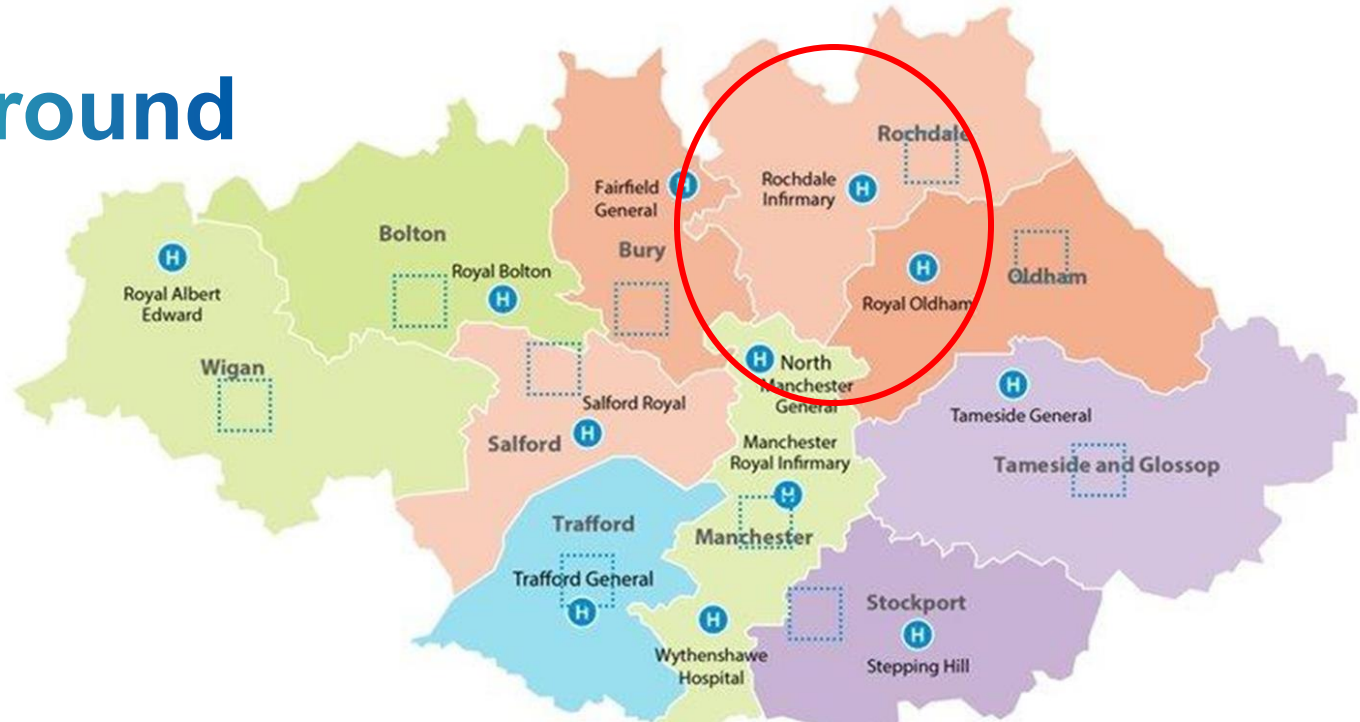 round
Rochdale
Fairfield
General
H
Rochdale
Infirmary
H
Bolton
Bury
H
Royal Albert
Edward
Royal Bolton
H
H
Royal Oldham
Oldham
Wigan
H
North
Manchester
General
H
Tameside General
Salford Royal
Salford
H
Manchester
Royal Infirmary
H
Tameside and Glossop
Trafford
Manchester
Trafford General
H
Stockport
H
Wythenshawe
Hospital
H
Stepping Hill